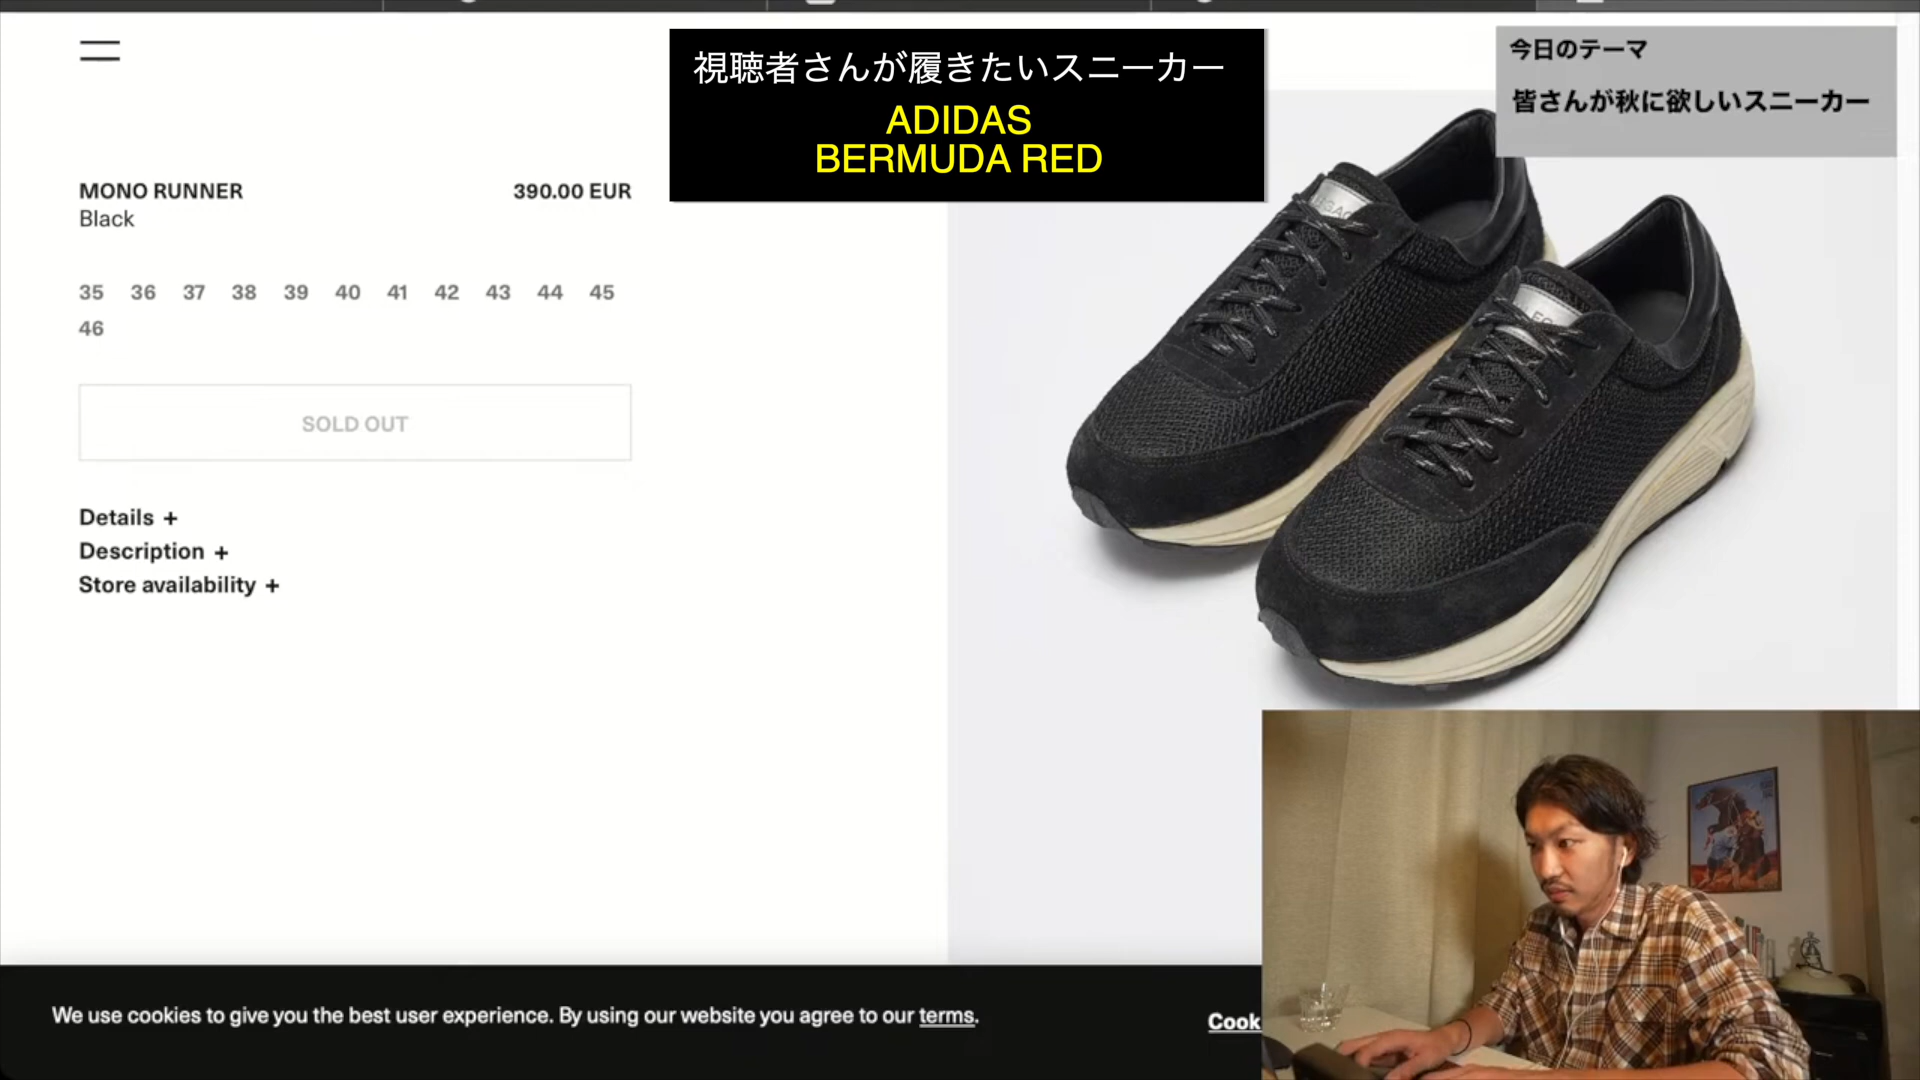 視聴者さんが履きたいスニーカー
ADIDAS
BERMUDA RED
今日のテーマ
皆さんが秋に欲しいスニーカー
MONO RUNNER 390.00 EUR
Black
35 36 37 38 39 40 41 42 43 44 45
46
SOLD OUT
Details +
Description +
Store availability +
We use cookies to give you the best user experience. By using our website you agree to our terms.
Cook